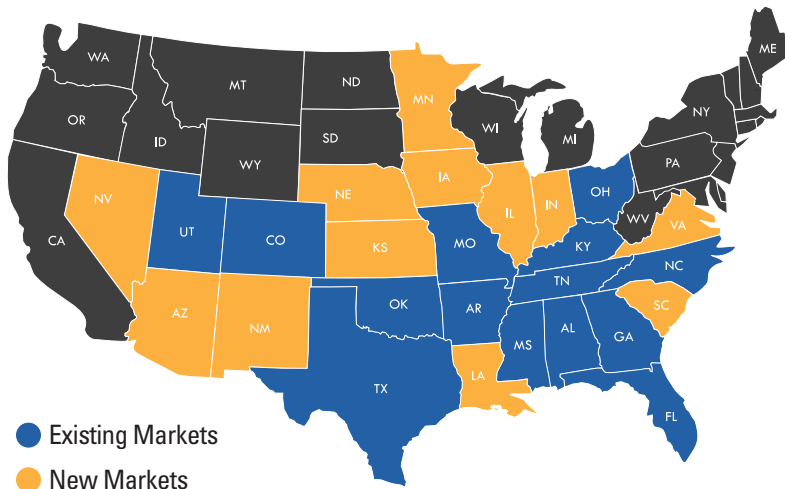 WA
MT
ND
MN
ME
OR
ID
WY
SD
WI
MI
NY
NV
NE
IA
IL
IN
OH
PA
CA
UT
CO
KS
MO
KY
WV
VA
AZ
NM
OK
AR
TN
NC
SC
TX
LA
MS
AL
GA
FL
Existing Markets
New Markets